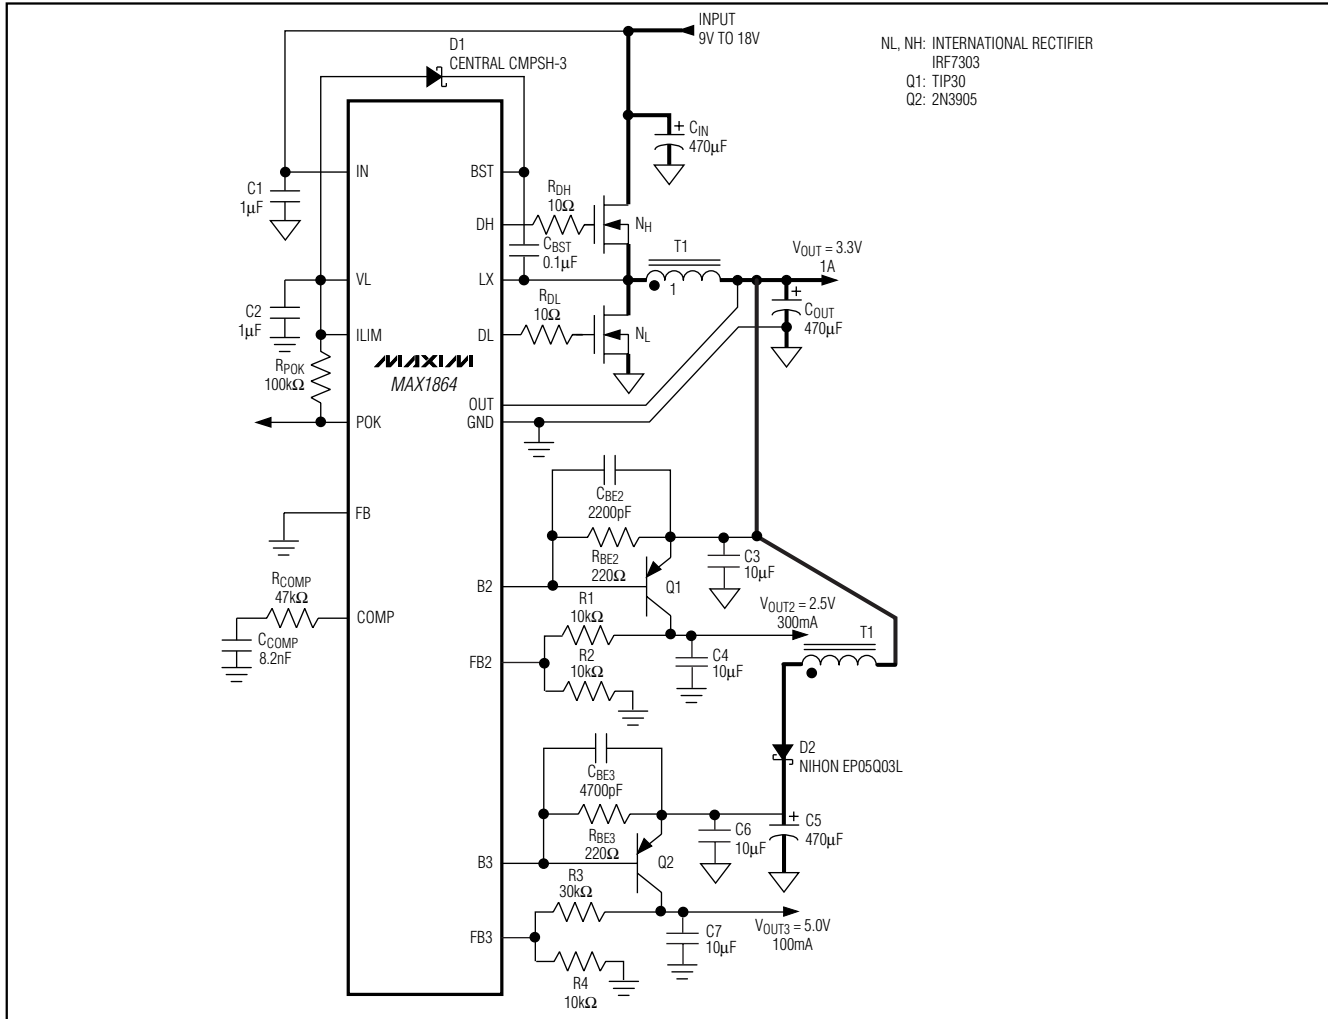 INPUT
9V TO 18V
NL, NH: INTERNATIONAL RECTIFIER
IRF7303
Q1: TIP30
Q2: 2N3905
D1
CENTRAL CMPSH-3
+ CIN
470µF
IN
BST
C1
1µF
RDH
10Ω
DH
NH
CBST
0.1µF
T1
VOUT = 3.3V
1A
VL
LX
1
+
COUT
470µF
C2
1µF
RDL
10Ω
ILIM
DL
NL
MAXIM
MAX1864
RPOK
100kΩ
OUT
POK
GND
CBE2
2200pF
FB
RBE2
220Ω
C3
10µF
B2
Q1
RCOMP
47kΩ
COMP
R1
10kΩ
VOUT2 = 2.5V
300mA
T1
CCOMP
8.2nF
FB2
R2
10kΩ
C4
10µF
D2
NIHON EP05Q03L
CBE3
4700pF
+
C5
470µF
C6
10µF
RBE3
220Ω
B3
Q2
R3
30kΩ
VOUT3 = 5.0V
100mA
FB3
C7
10µF
R4
10kΩ